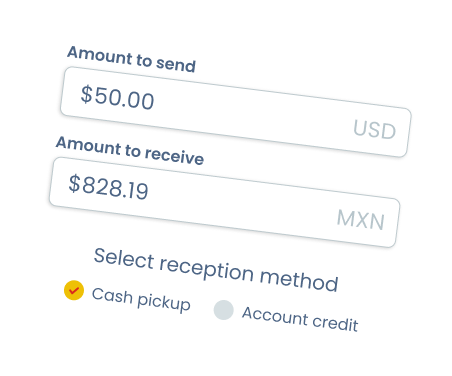 Amount to send
$50.00 USD
Amount to receive
$828.19 MXN
Select reception method
Cash pickup Account credit